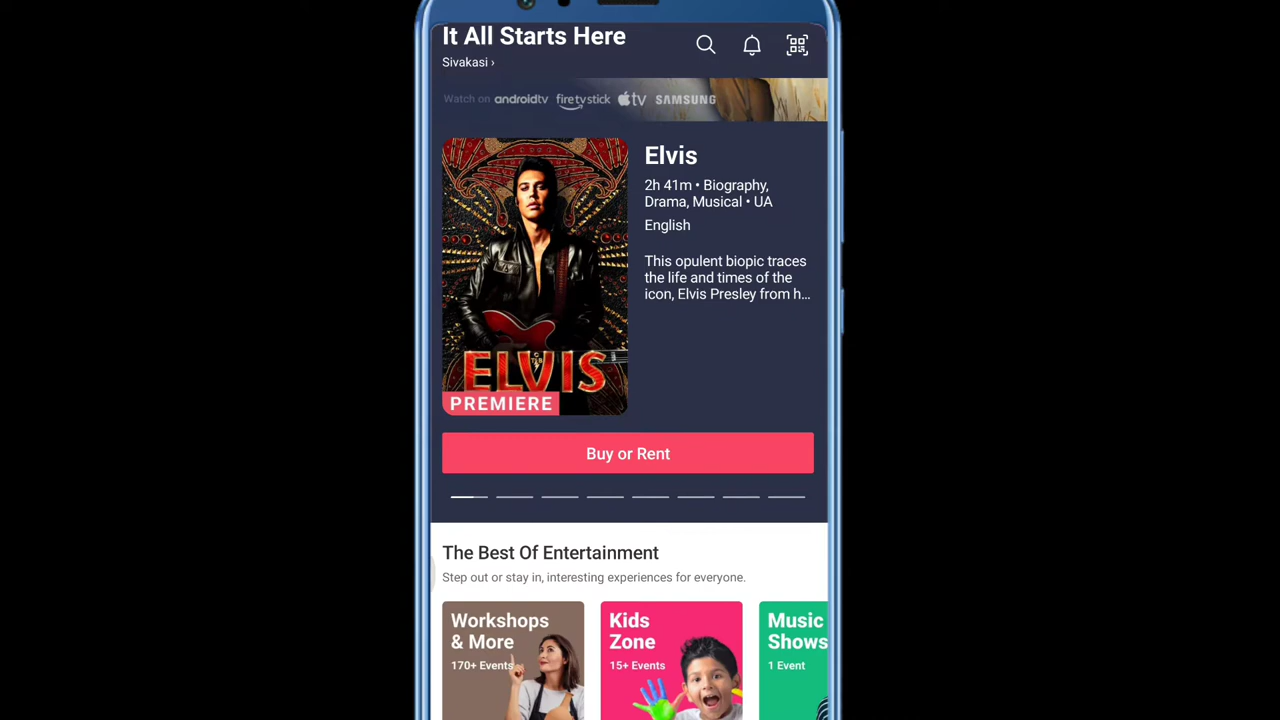 It All Starts Here
Sivakasi ›
Watch on androidtv firetvstick tv SAMSUNG
Elvis
2h 41m • Biography,
Drama, Musical • UA
English
This opulent biopic traces
the life and times of the
icon, Elvis Presley from h...
ELVIS
PREMIERE
Buy or Rent
The Best Of Entertainment
Step out or stay in, interesting experiences for everyone.
Workshops
& More
170+ Events
Kids
Zone
15+ Events
Music
Shows
1 Event